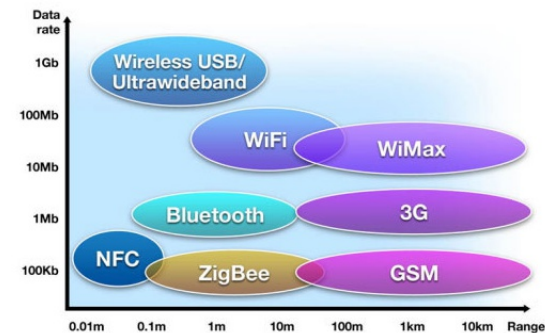 Data
rate
1Gb
Wireless USB/
Ultrawideband
100Mb
WiFi
WiMax
10Mb
1Mb
Bluetooth
3G
NFC
100Kb
ZigBee
GSM
0.01m 0.1m 1m 10m 100m 1km 10km Range